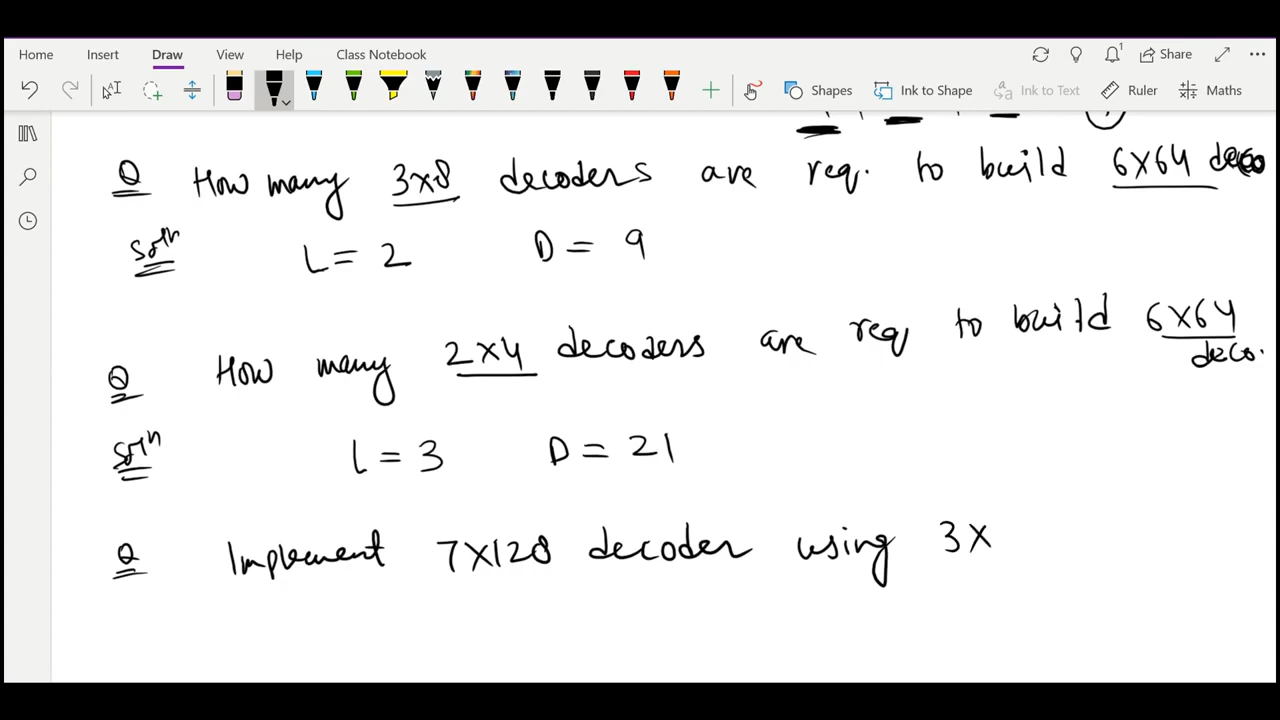 Home Insert Draw View Help Class Notebook 1 Share
Shapes Ink to Shape Ink to Text Ruler Maths
Q How many 3x8 decoders are req. to build 6x64 deco
Soln L = 2 D = 9
Q How many 2x4 decoders are req to build 6x64
deco.
Soln l = 3 D = 21
Q Implement 7x128 decoder using 3x